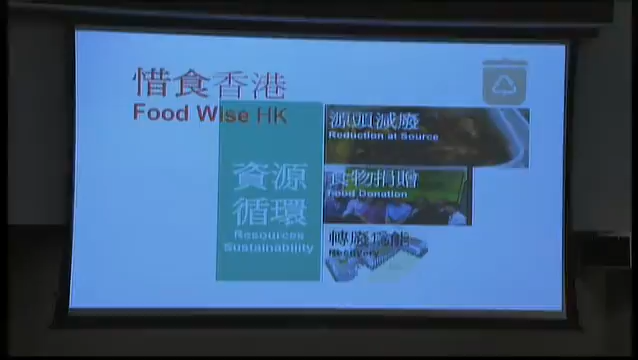 惜食香港
Food Wise HK
資源
循環
Resources
Sustainability
源頭減廢
Reduction at Source
食物捐贈
Food Donation
轉廢為能
Recovery